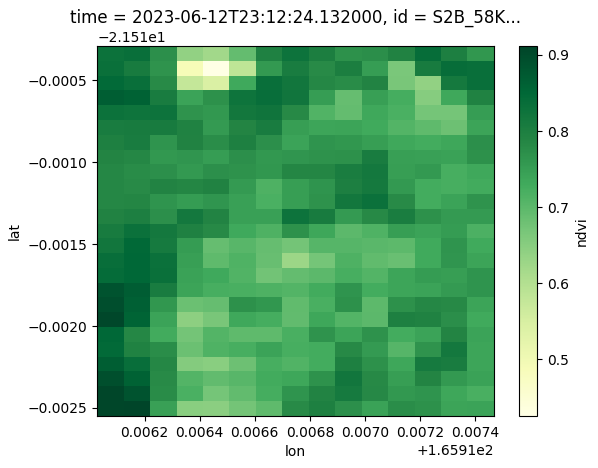 time = 2023-06-12T23:12:24.132000, id = S2B_58K...
−2.151e1
−0.0005
−0.0010
−0.0015
−0.0020
−0.0025
lat
0.0062 0.0064 0.0066 0.0068 0.0070 0.0072 0.0074
+1.6591e2
lon
0.9
0.8
0.7
0.6
0.5
ndvi